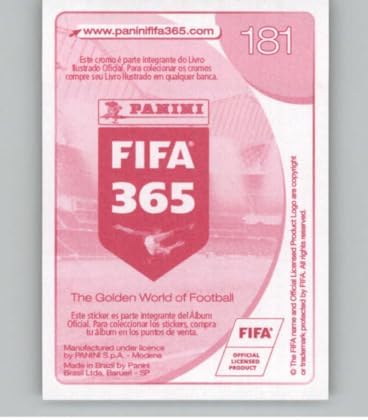 www.paninififa365.com
181
Este cromo é parte integrante do Livro
Ilustrado Oficial. Para colecionar os cromos
compre seu Livro Ilustrado em qualquer banca.
PANINI
FIFA
365
The Golden World of Football
Este sticker es parte integrante del Álbum
Oficial. Para coleccionar los stickers, compra
tu álbum en los puntos de venta.
Manufactured under licence
by PANINI S.p.A. - Modena
Made in Brazil by Panini
Brasil Ltda. Barueri - SP
FIFA®
OFFICIAL
LICENSED
PRODUCT
© The FIFA name and Official Licensed Product Logo are copyright
or trademark protected by FIFA. All rights reserved.